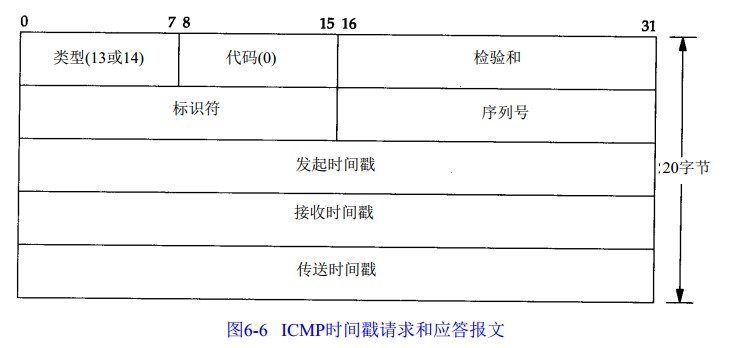 0 7 8 15 16 31
类型(13或14) 代码(0) 检验和
标识符 序列号
发起时间戳
20字节
接收时间戳
传送时间戳
图6-6 ICMP时间戳请求和应答报文